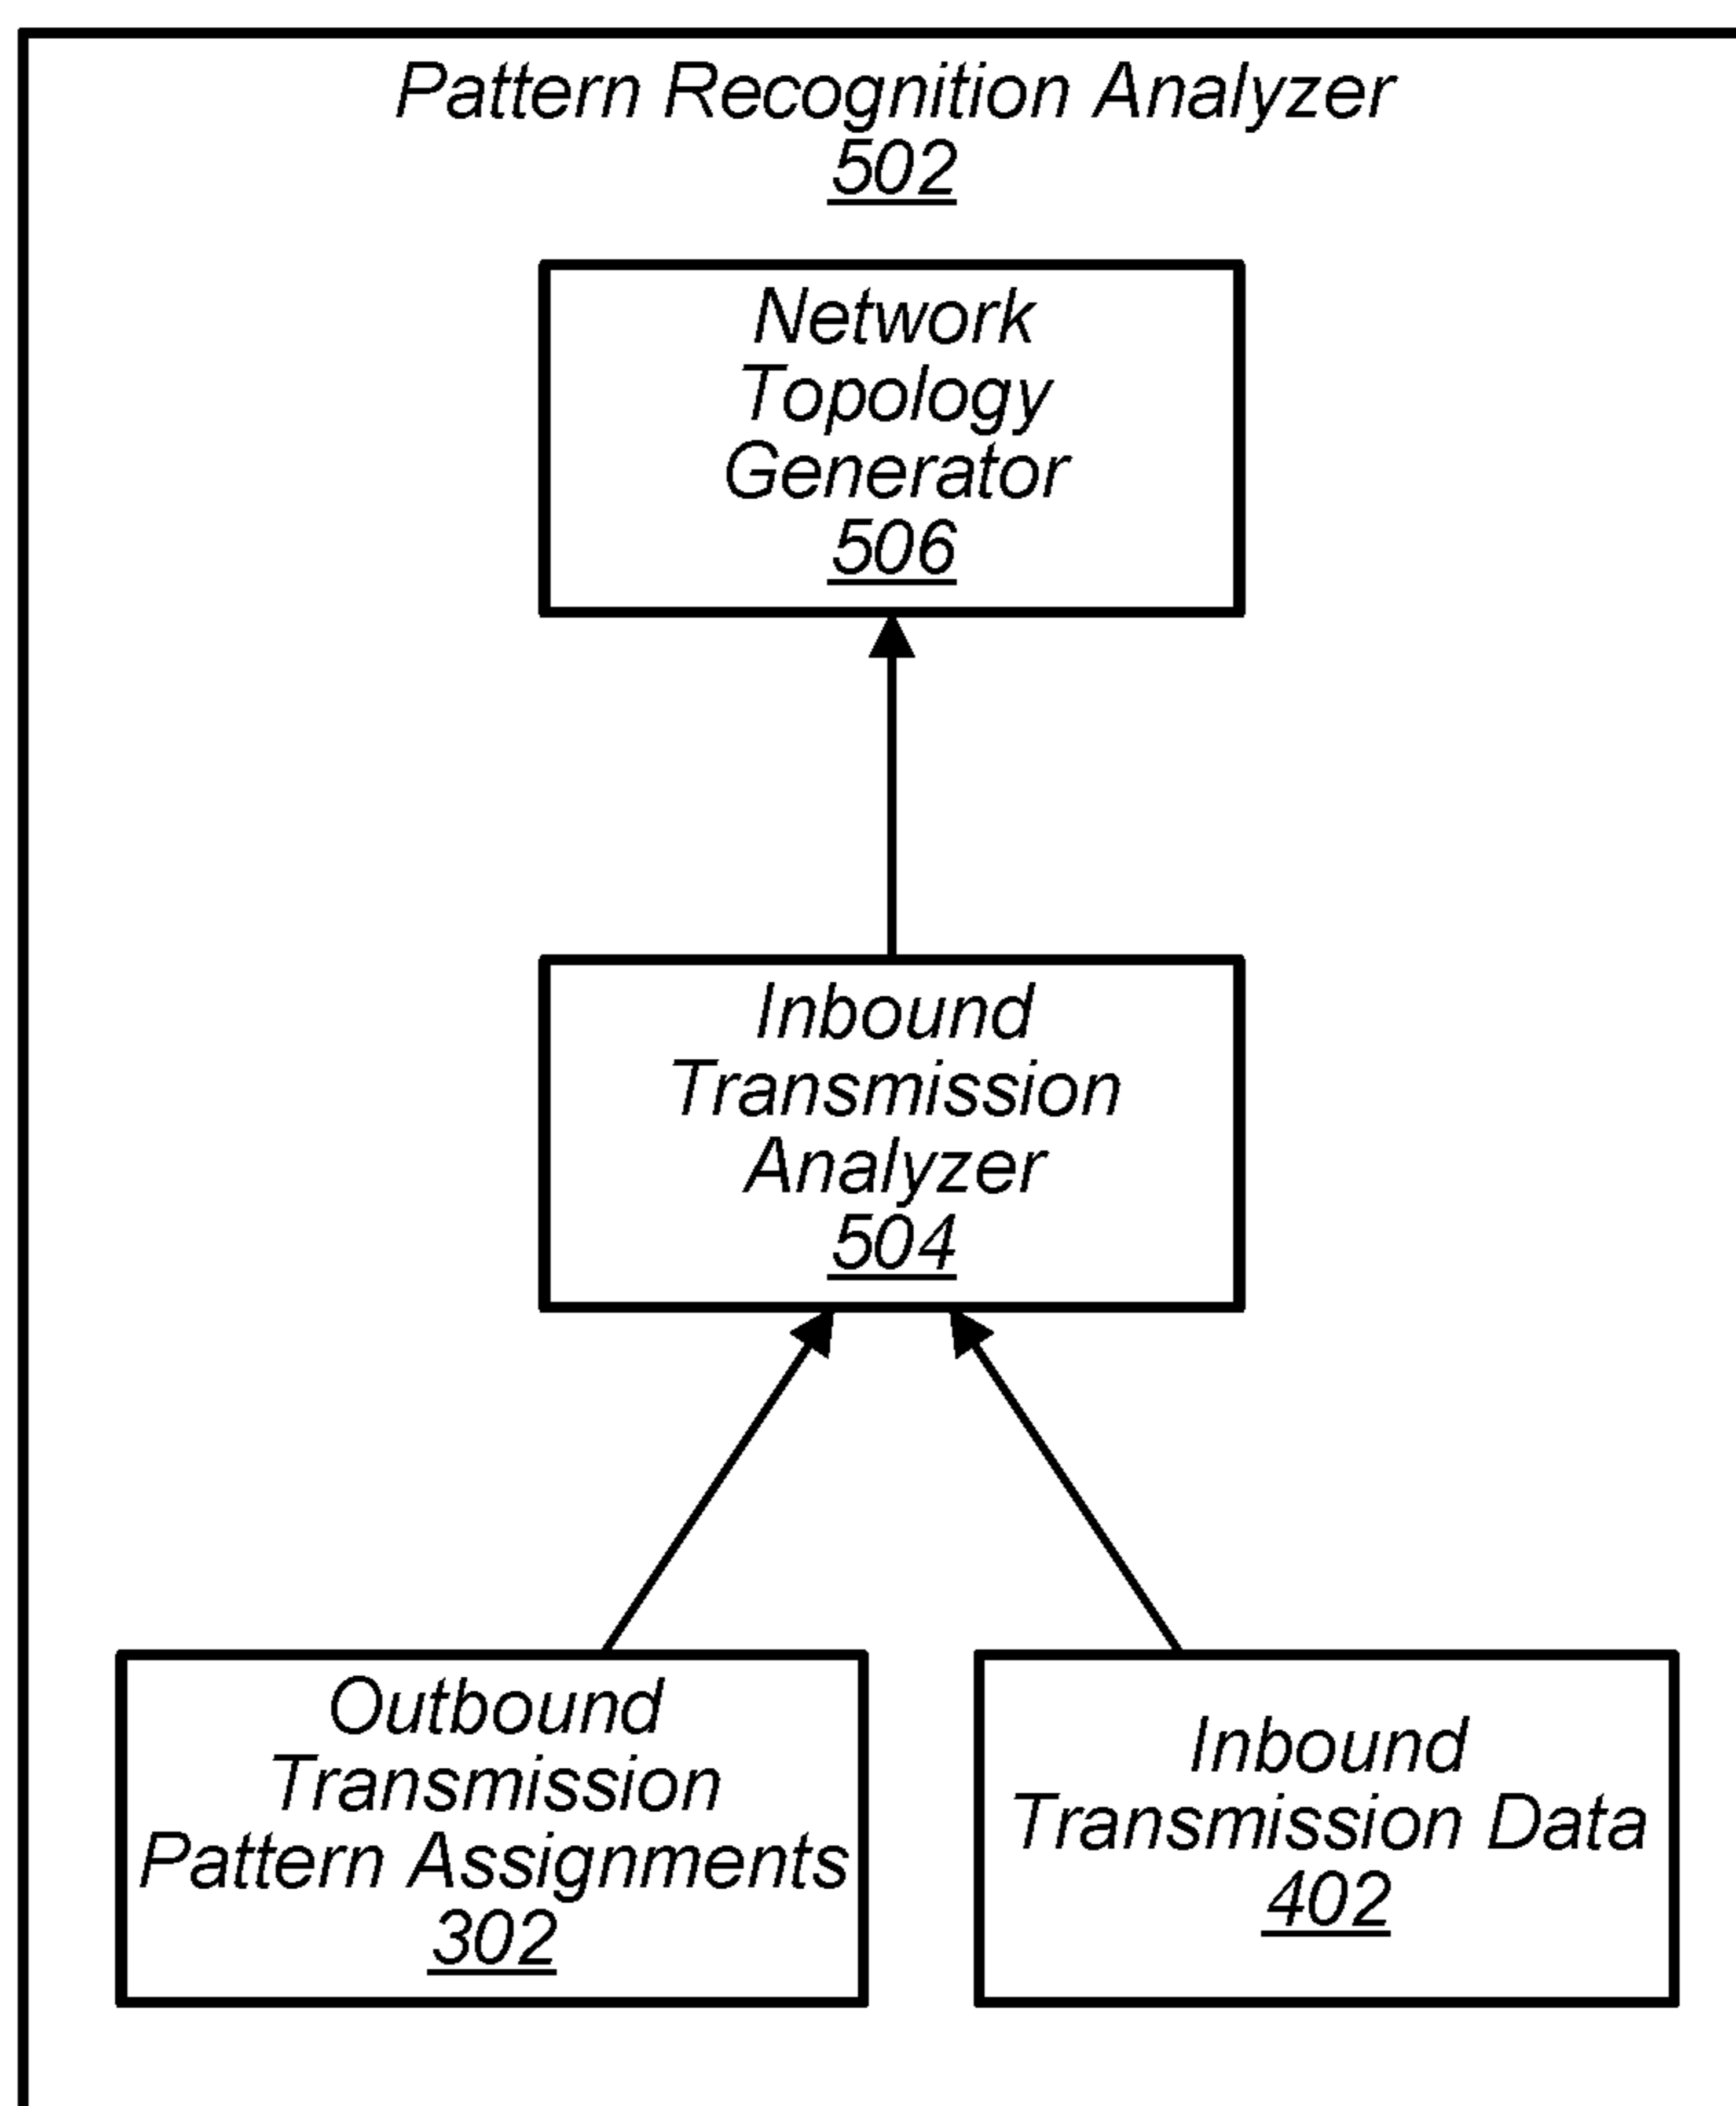 Pattern Recognition Analyzer
502
Network
Topology
Generator
506
Inbound
Transmission
Analyzer
504
Outbound
Transmission
Pattern Assignments
302
Inbound
Transmission Data
402